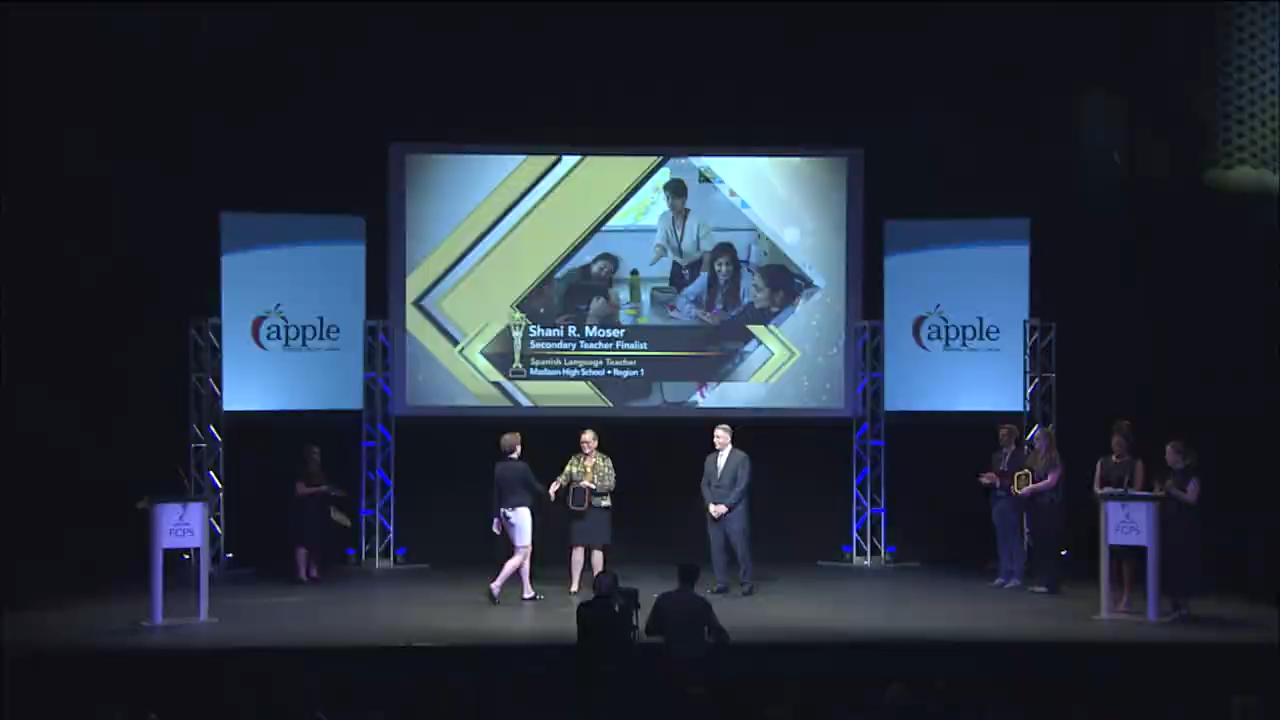 apple
Shani R. Moser
Secondary Teacher Finalist
Spanish Language Teacher
Madison High School • Region 1
apple
FCPS
FCPS